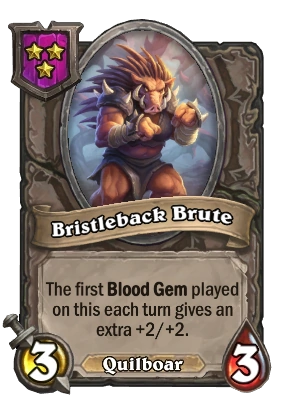 Bristleback Brute
The first Blood Gem played
on this each turn gives an
extra +2/+2.
3
Quilboar
3